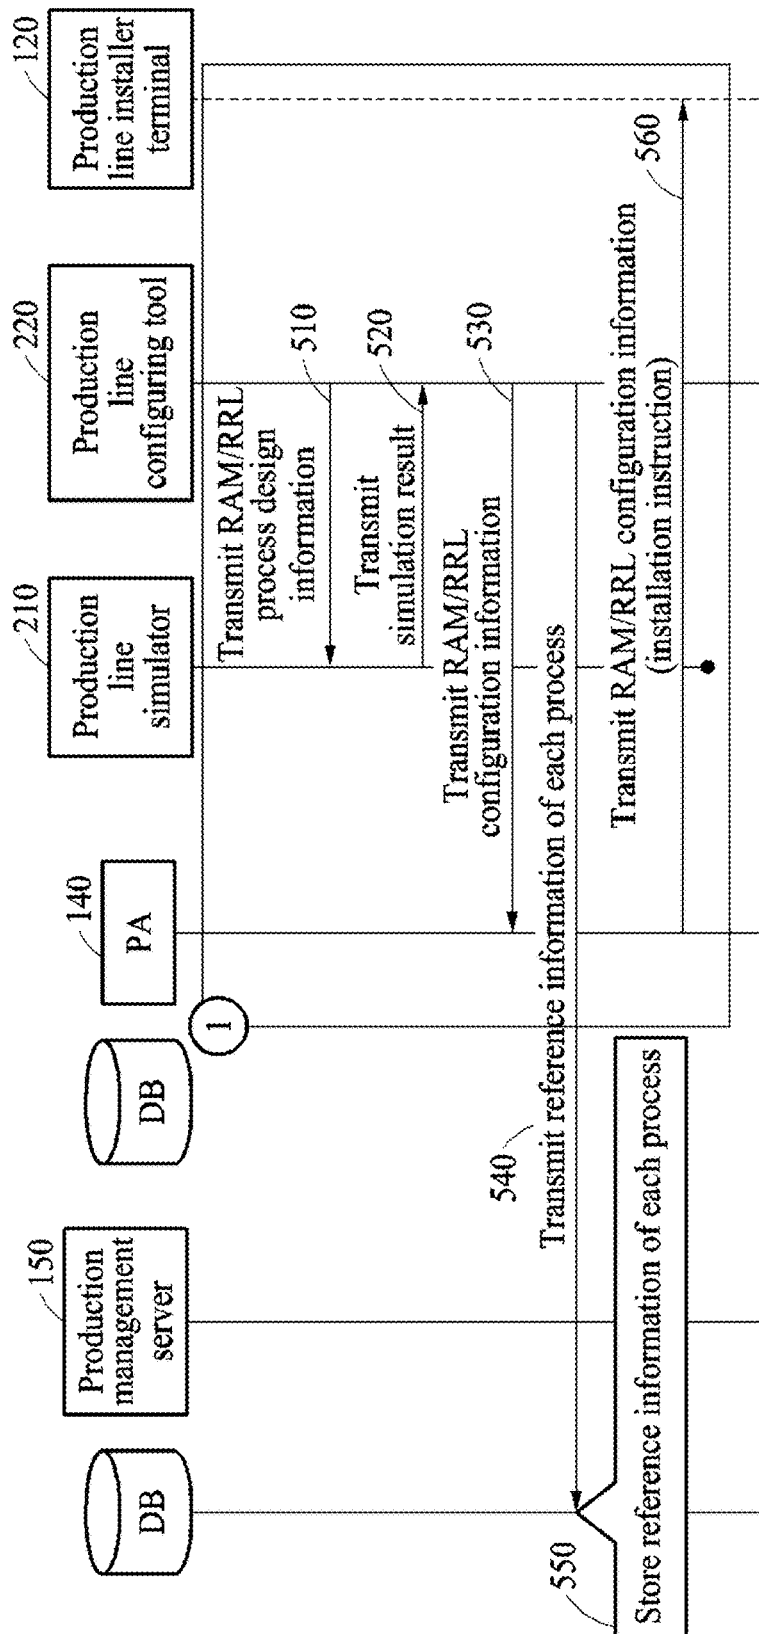 DB
150
Production
management
server
DB
140
PA
210
Production
line
simulator
220
Production
line
configuring tool
120
Production
line installer
terminal
1
Transmit RAM/RRL
process design
information
510
Transmit
simulation result
520
Transmit RAM/RRL
configuration information
530
540
Transmit reference information of each process
550
Store reference information of each process
Transmit RAM/RRL configuration information
(installation instruction)
560